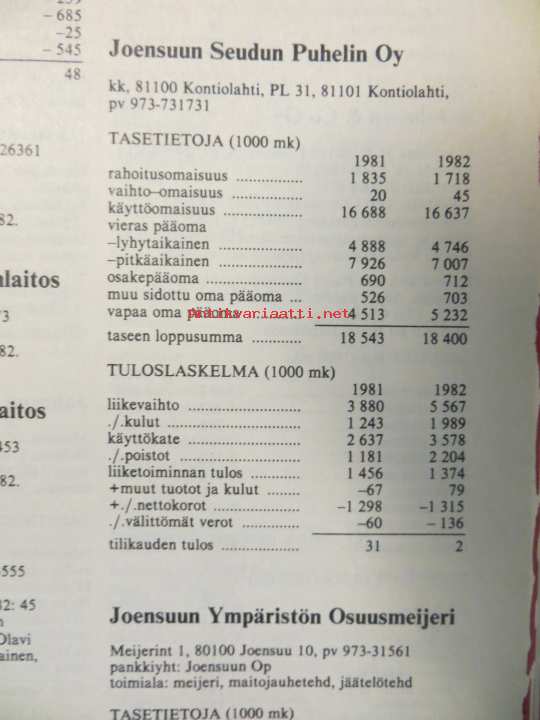 - 685
-25
- 545
48
26361
82.
laitos
3
82.
aitos
453
82.
5555
32: 45
n
Olavi
ainen,
Joensuun Seudun Puhelin Oy
kk, 81100 Kontiolahti, PL 31, 81101 Kontiolahti,
pv 973-731731
TASETIETOJA (1000 mk)
1981 1982
rahoitusomaisuus ................ 1 835 1 718
vaihto-omaisuus ................. 20 45
käyttöomaisuus .................. 16 688 16 637
vieras pääoma
–lyhytaikainen .................. 4 888 4 746
–pitkäaikainen .................. 7 926 7 007
osakepääoma ..................... 690 712
muu sidottu oma pääoma ... 526 703
vapaa oma pääoma 4 513 5 232
Antikvariaatti.net
taseen loppusumma ............ 18 543 18 400
TULOSLASKELMA (1000 mk)
1981 1982
liikevaihto ........................... 3 880 5 567
./.kulut ................................ 1 243 1 989
käyttökate ........................... 2 637 3 578
./.poistot ............................. 1 181 2 204
liiketoiminnan tulos ............ 1 456 1 374
+muut tuotot ja kulut ......... –67 79
+./.nettokorot ..................... –1 298 –1 315
./.välittömät verot ............... –60 – 136
tilikauden tulos ................... 31 2
Joensuun Ympäristön Osuusmeijeri
Meijerint 1, 80100 Joensuu 10, pv 973-31561
pankkiyht: Joensuun Op
toimiala: meijeri, maitojauhetehd, jäätelötehd
TASETIETOJA (1000 mk)